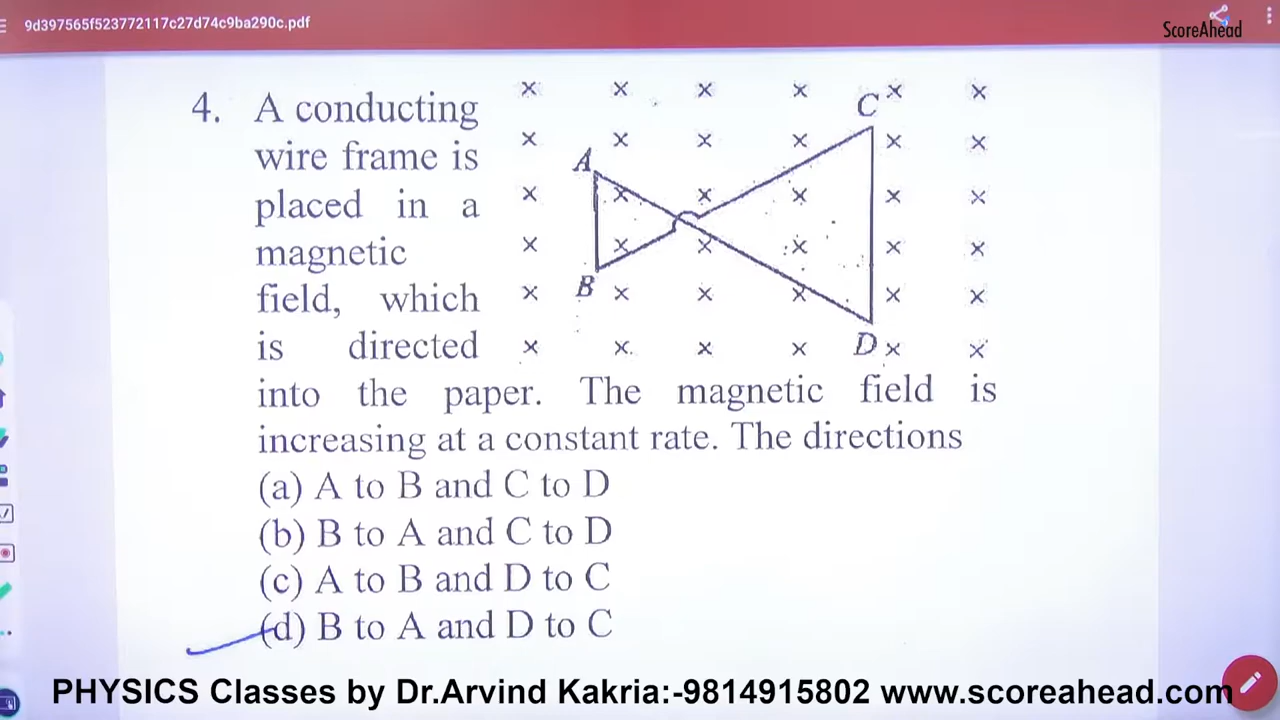 9d397565f523772117c27d74c9ba290c.pdf
ScoreAhead
4. A conducting
wire frame is
placed in a
magnetic
field, which
is directed
into the paper. The magnetic field is
increasing at a constant rate. The directions
(a) A to B and C to D
(b) B to A and C to D
(c) A to B and D to C
(d) B to A and D to C
A
B
C
D
PHYSICS Classes by Dr.Arvind Kakria:-9814915802 www.scoreahead.com